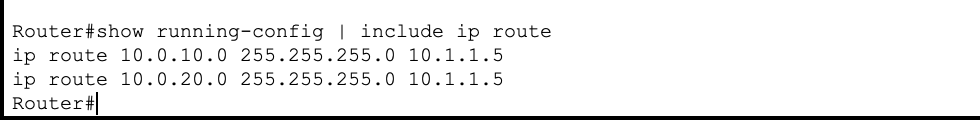 Router#show running-config | include ip route
ip route 10.0.10.0 255.255.255.0 10.1.1.5
ip route 10.0.20.0 255.255.255.0 10.1.1.5
Router#